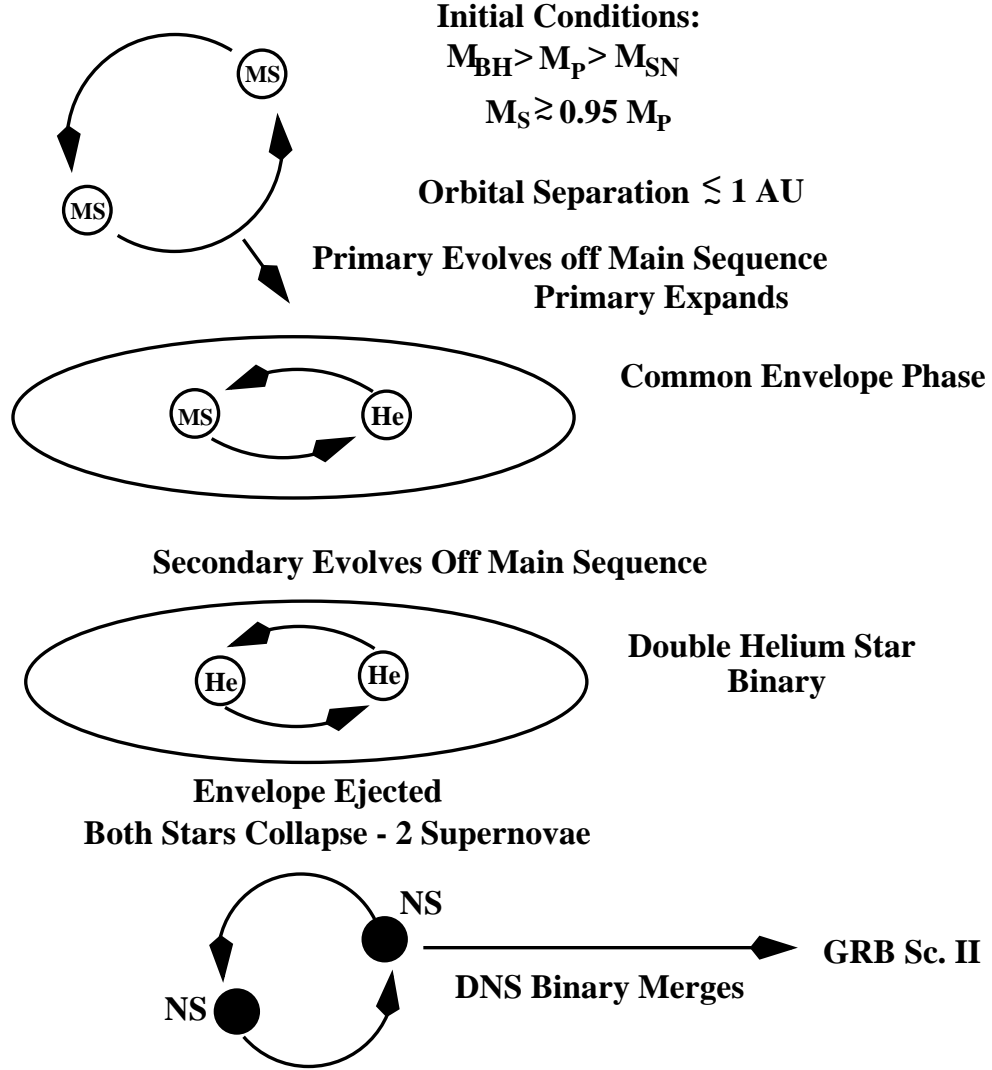 Initial Conditions:
M_BH > M_P > M_SN
M_S ≳ 0.95 M_P
MS
MS
Orbital Separation ≲ 1 AU
Primary Evolves off Main Sequence
Primary Expands
Common Envelope Phase
MS
He
Secondary Evolves Off Main Sequence
Double Helium Star
Binary
He
He
Envelope Ejected
Both Stars Collapse - 2 Supernovae
NS
GRB Sc. II
DNS Binary Merges
NS